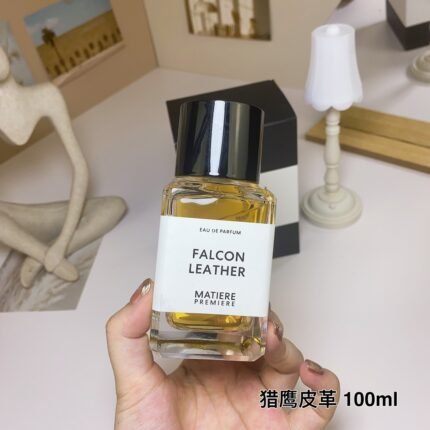 EAU DE PARFUM
FALCON
LEATHER
MATIERE
PREMIERE
猎鹰皮革 100ml